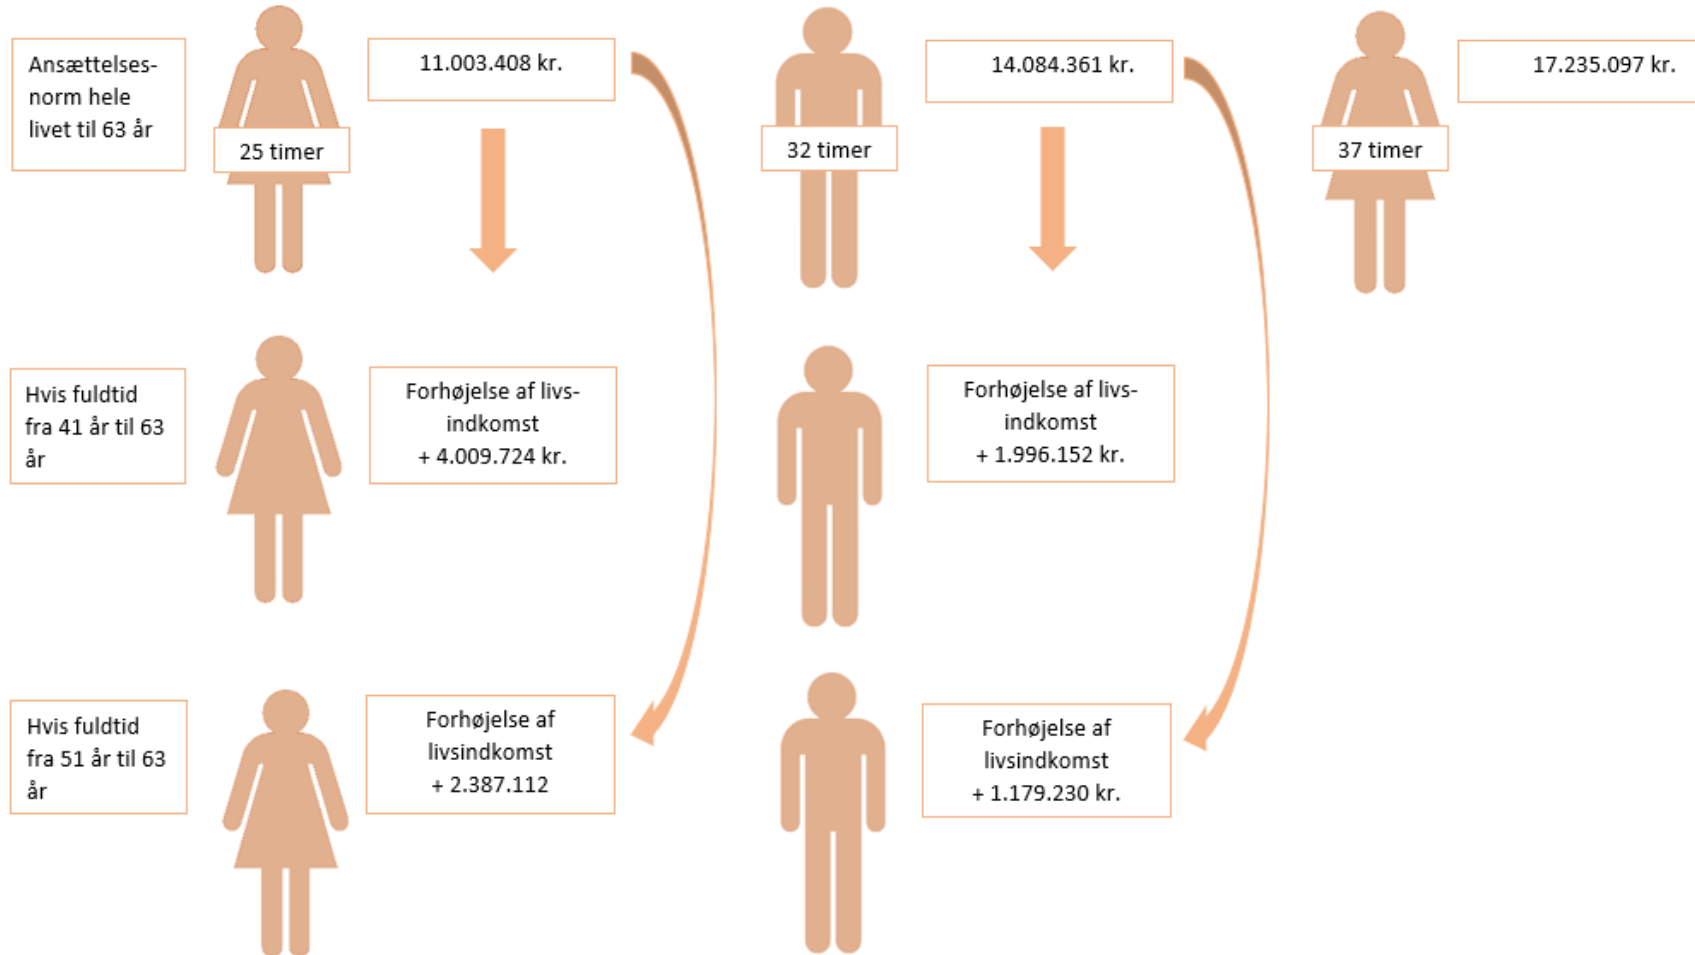 Ansættelses-
norm hele
livet til 63 år
25 timer
11.003.408 kr.
32 timer
14.084.361 kr.
37 timer
17.235.097 kr.
Hvis fuldtid
fra 41 år til 63
år
Forhøjelse af livs-
indkomst
+ 4.009.724 kr.
Forhøjelse af livs-
indkomst
+ 1.996.152 kr.
Hvis fuldtid
fra 51 år til 63
år
Forhøjelse af
livsindkomst
+ 2.387.112
Forhøjelse af
livsindkomst
+ 1.179.230 kr.